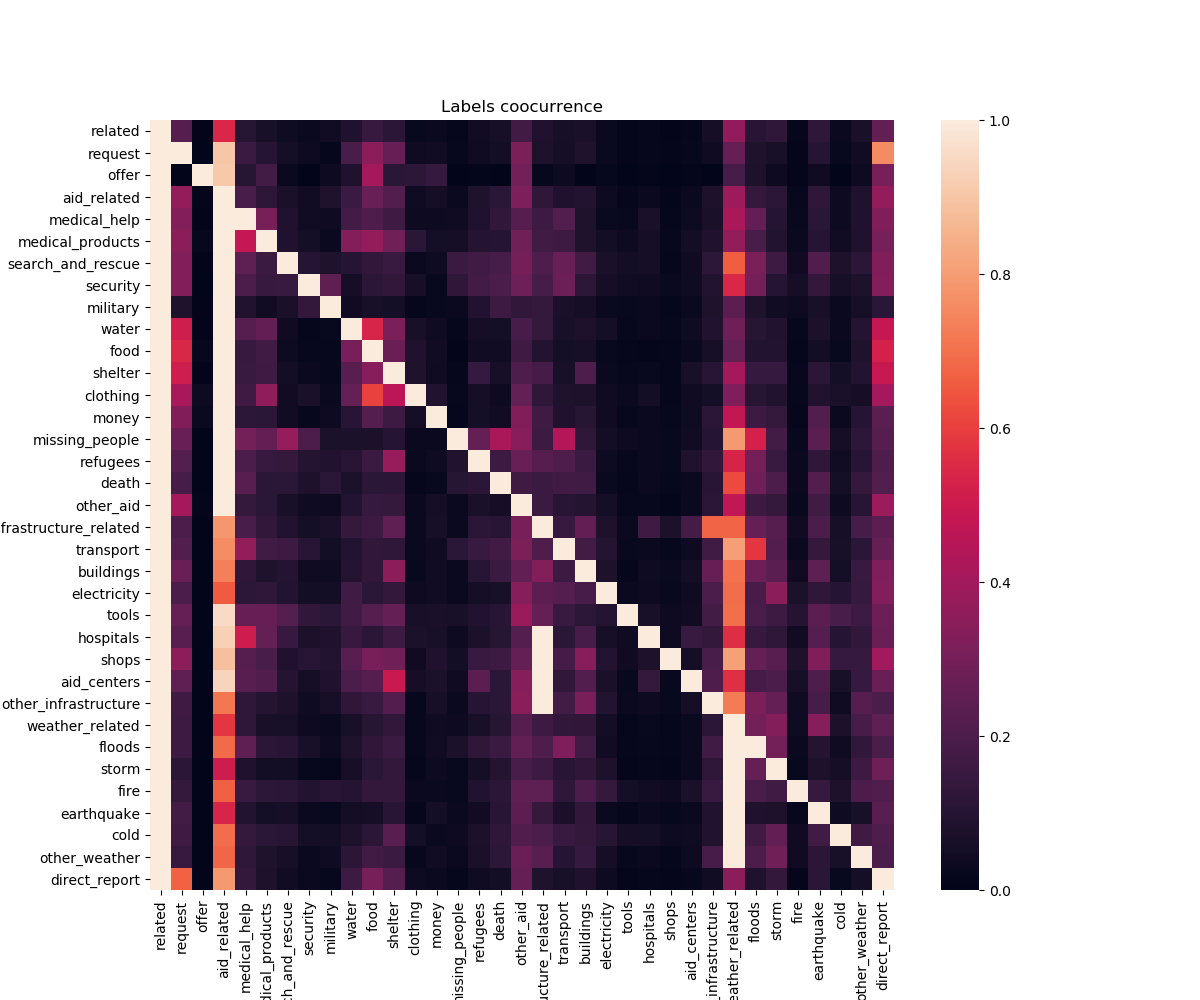 Labels coocurrence
related
request
offer
aid_related
medical_help
medical_products
search_and_rescue
security
military
water
food
shelter
clothing
money
missing_people
refugees
death
other_aid
frastructure_related
transport
buildings
electricity
tools
hospitals
shops
aid_centers
other_infrastructure
weather_related
floods
storm
fire
earthquake
cold
other_weather
direct_report
related
request
offer
aid_related
medical_help
dical_products
ch_and_rescue
security
military
water
food
shelter
clothing
money
missing_people
refugees
death
other_aid
ucture_related
transport
buildings
electricity
tools
hospitals
shops
aid_centers
_infrastructure
eather_related
floods
storm
fire
earthquake
cold
other_weather
direct_report
1.0
0.8
0.6
0.4
0.2
0.0